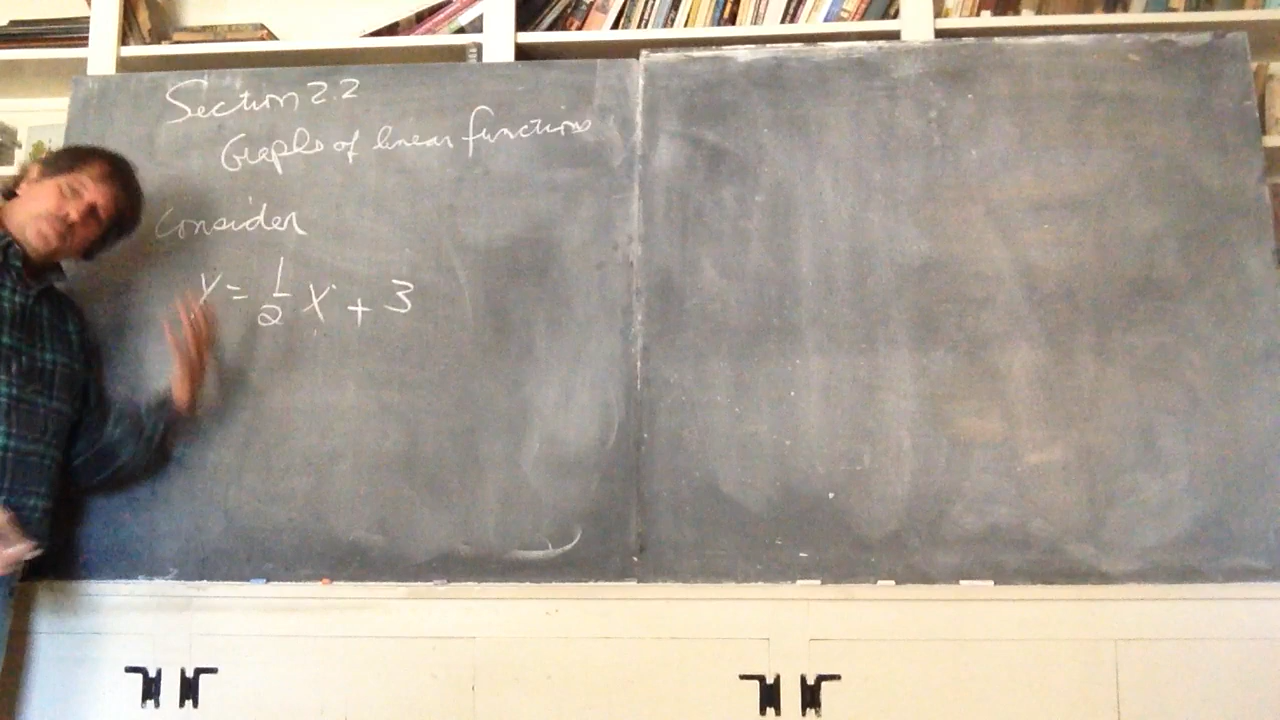 Section 2.2
Graphs of linear functions
Consider
y = 1/2 x + 3